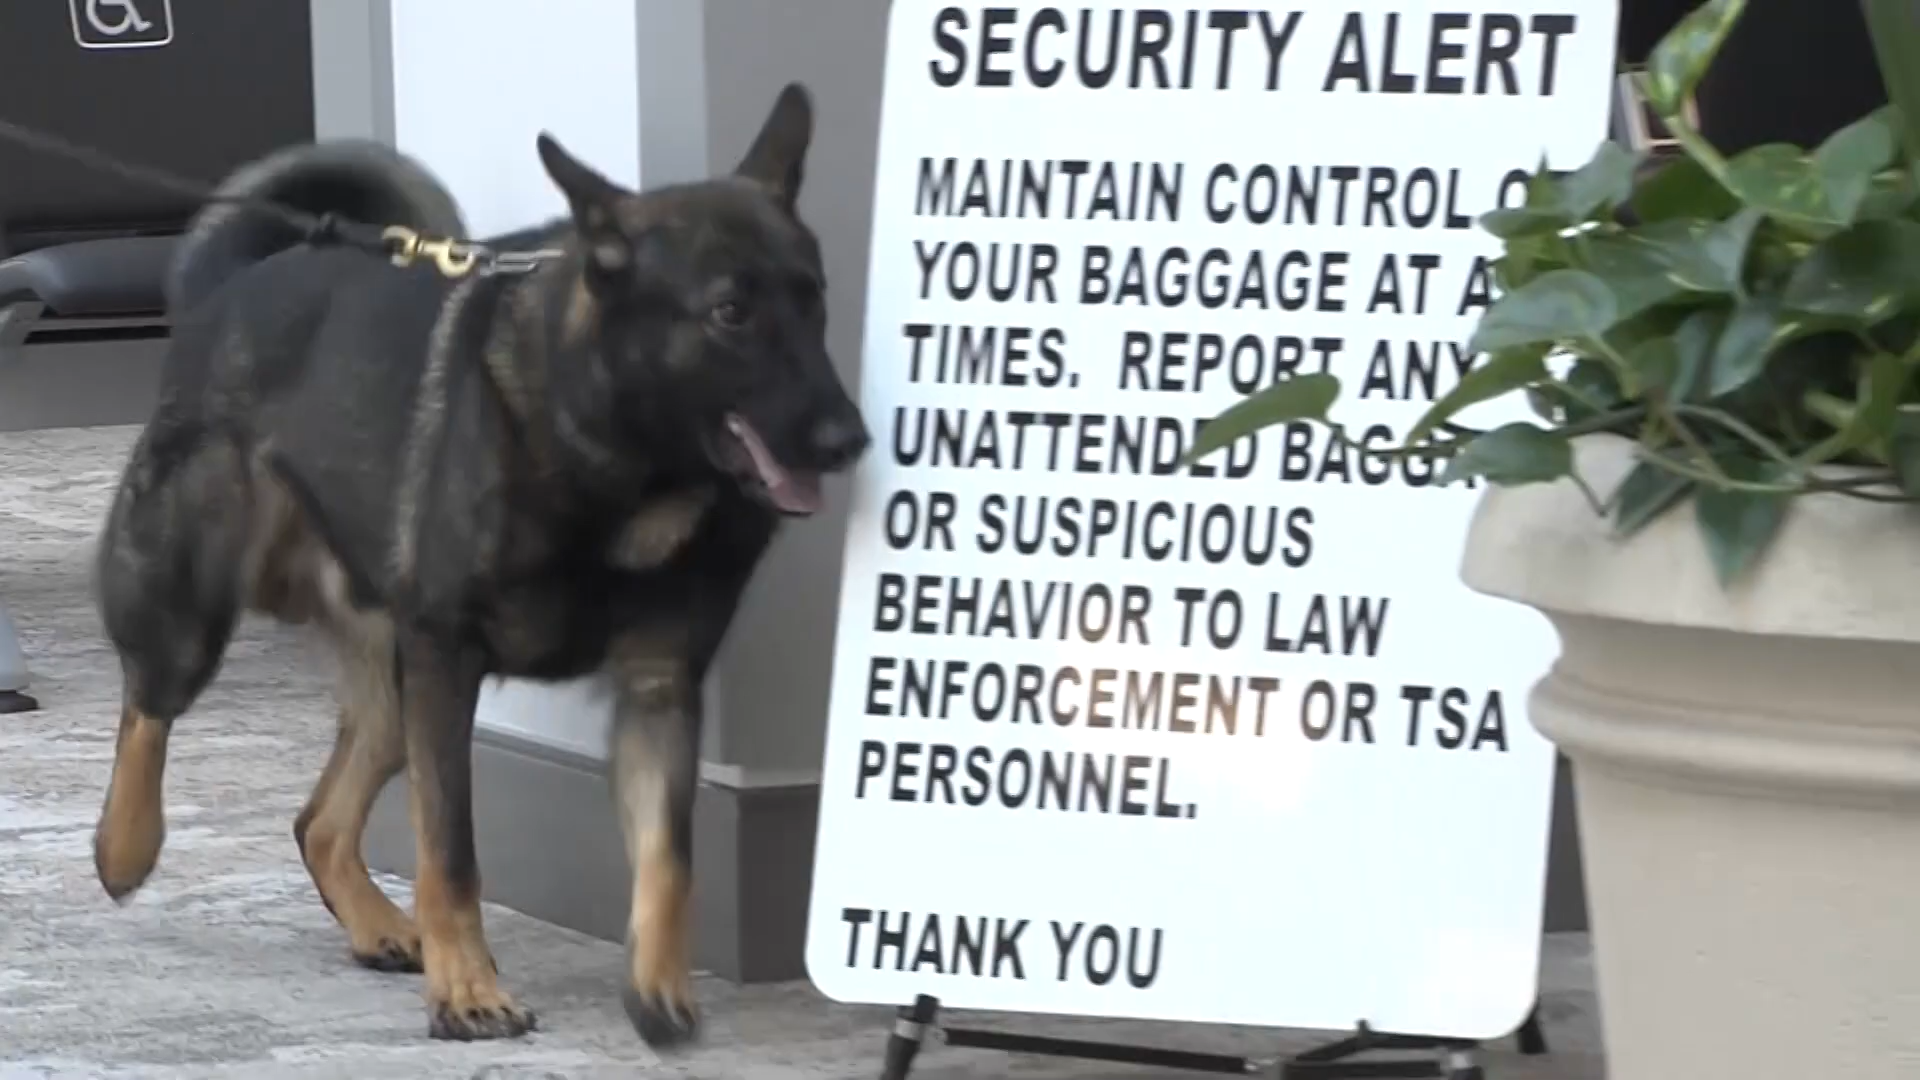 SECURITY ALERT
MAINTAIN CONTROL
YOUR BAGGAGE AT
TIMES. REPORT ANY
UNATTENDED
OR SUSPICIOUS
BEHAVIOR TO LAW
ENFORCEMENT OR TSA
PERSONNEL.
THANK YOU